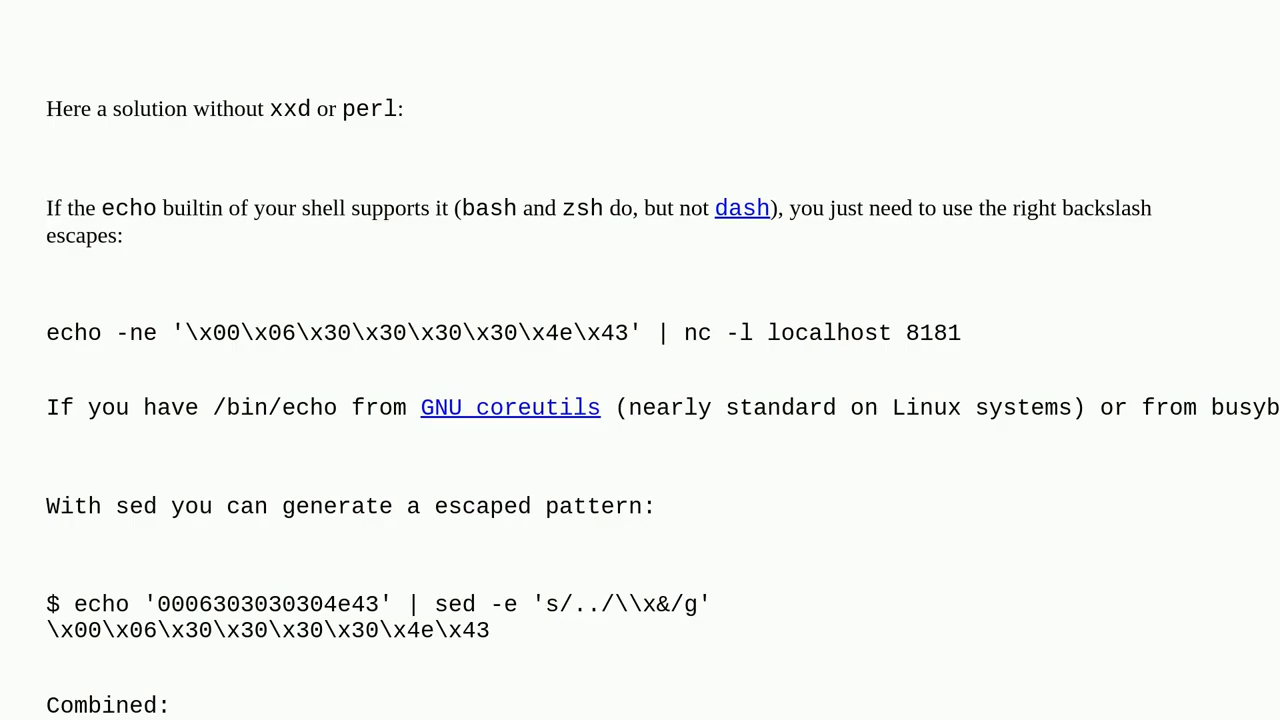 Here a solution without xxd or perl:
If the echo builtin of your shell supports it (bash and zsh do, but not dash), you just need to use the right backslash
escapes:
echo -ne '\x00\x06\x30\x30\x30\x30\x4e\x43' | nc -l localhost 8181
If you have /bin/echo from GNU coreutils (nearly standard on Linux systems) or from busyb
With sed you can generate a escaped pattern:
$ echo '0006303030304e43' | sed -e 's/../\\x&/g'
\x00\x06\x30\x30\x30\x30\x4e\x43
Combined: